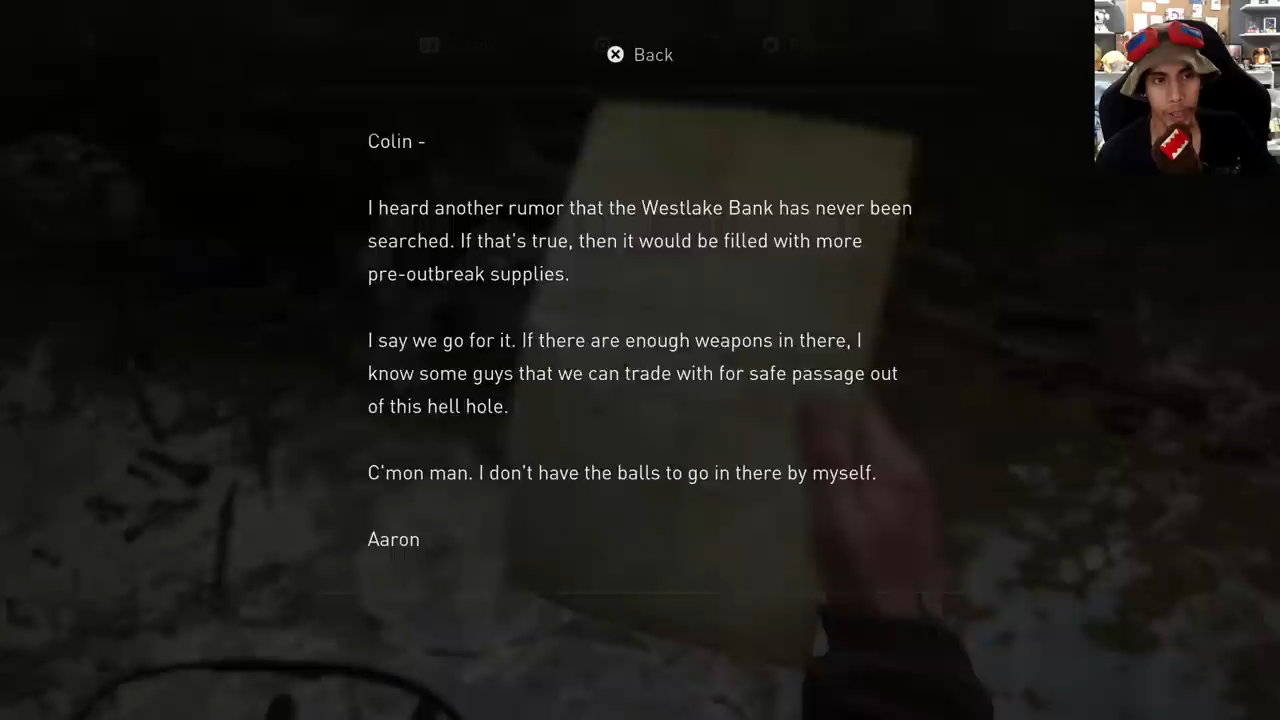 Back
Colin -
I heard another rumor that the Westlake Bank has never been
searched. If that's true, then it would be filled with more
pre-outbreak supplies.
I say we go for it. If there are enough weapons in there, I
know some guys that we can trade with for safe passage out
of this hell hole.
C'mon man. I don't have the balls to go in there by myself.
Aaron